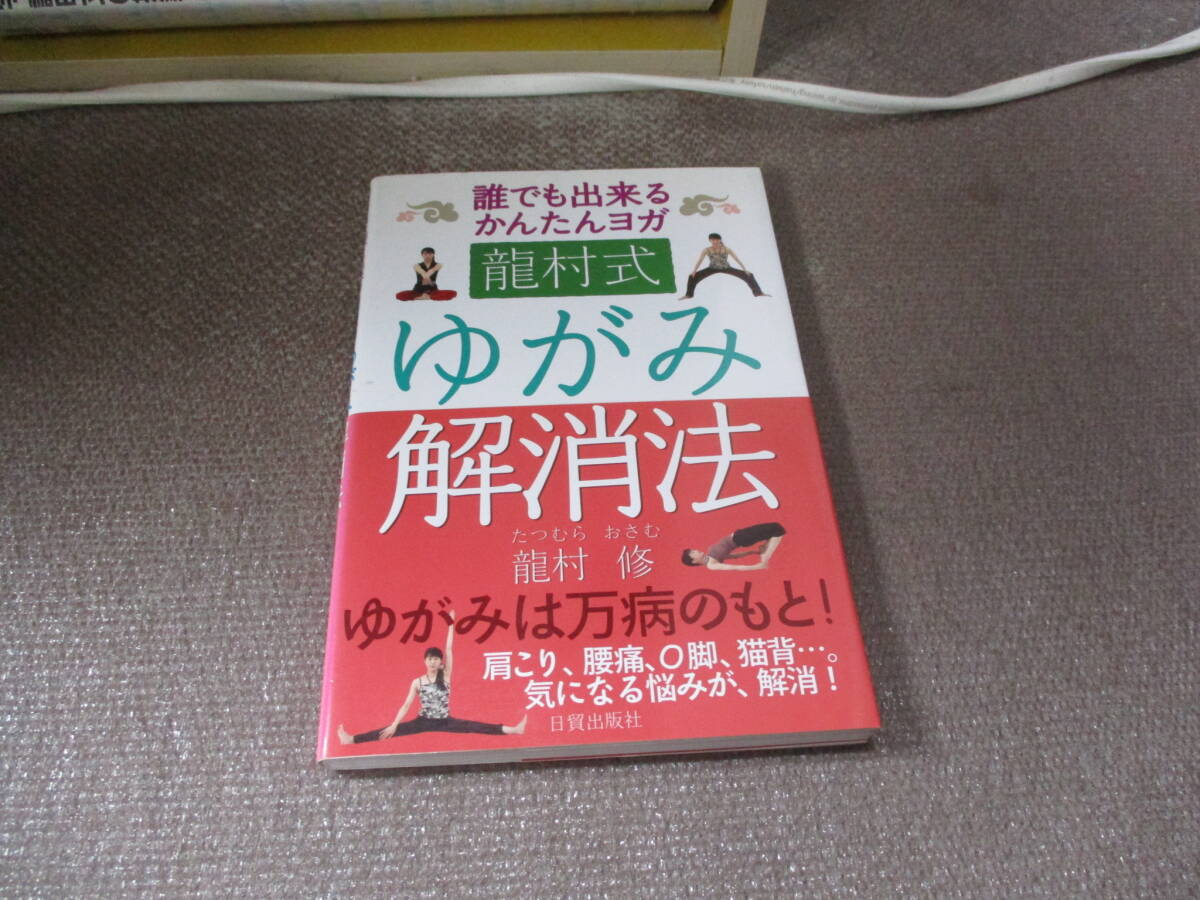 誰でも出来る
かんたんヨガ
龍村式
ゆがみ
解消法
たつむら おさむ
龍村 修
ゆがみは万病のもと!
肩こり、腰痛、O脚、猫背…。
気になる悩みが、解消!
日貿出版社